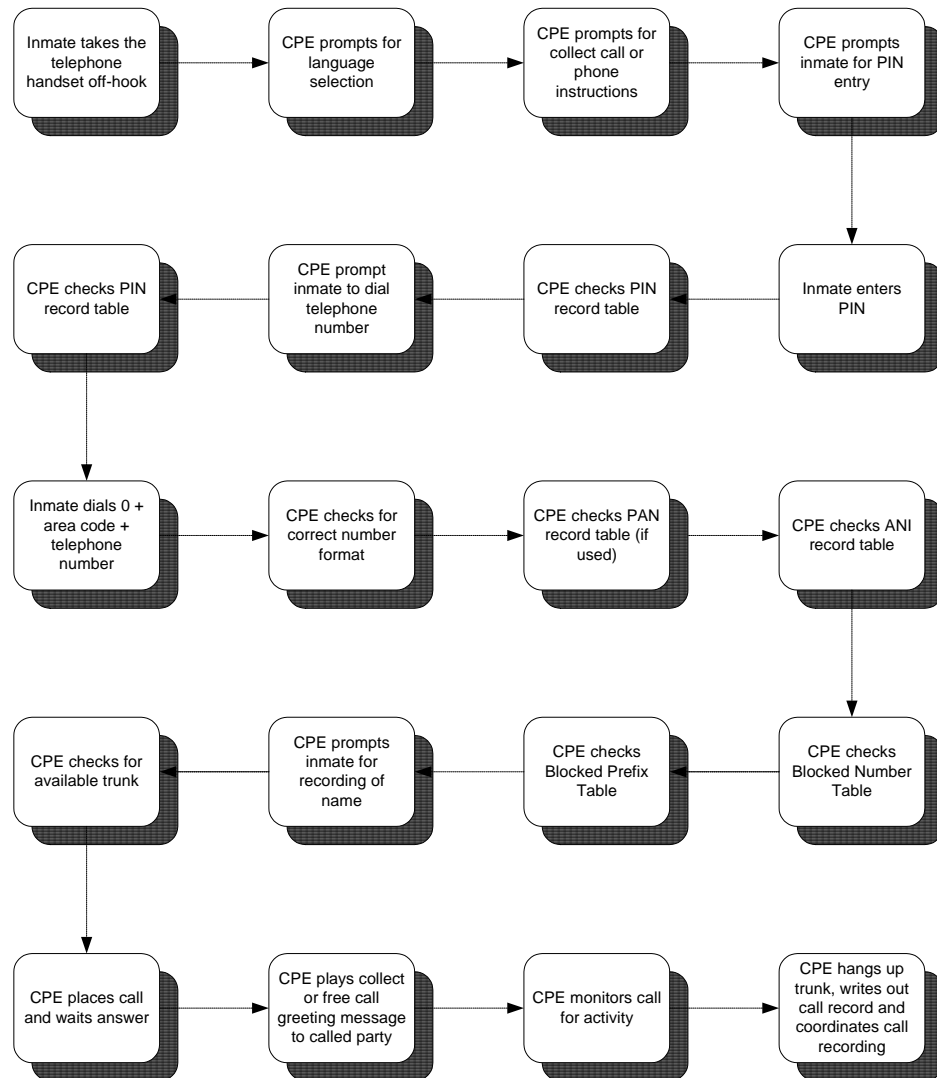 Inmate takes the
telephone
handset off-hook
CPE prompts for
language
selection
CPE prompts for
collect call or
phone
instructions
CPE prompts
inmate for PIN
entry
CPE checks PIN
record table
CPE prompt
inmate to dial
telephone
number
CPE checks PIN
record table
Inmate enters
PIN
Inmate dials 0 +
area code +
telephone
number
CPE checks for
correct number
format
CPE checks PAN
record table (if
used)
CPE checks ANI
record table
CPE checks for
available trunk
CPE prompts
inmate for
recording of
name
CPE checks
Blocked Prefix
Table
CPE checks
Blocked Number
Table
CPE places call
and waits answer
CPE plays collect
or free call
greeting message
to called party
CPE monitors call
for activity
CPE hangs up
trunk, writes out
call record and
coordinates call
recording